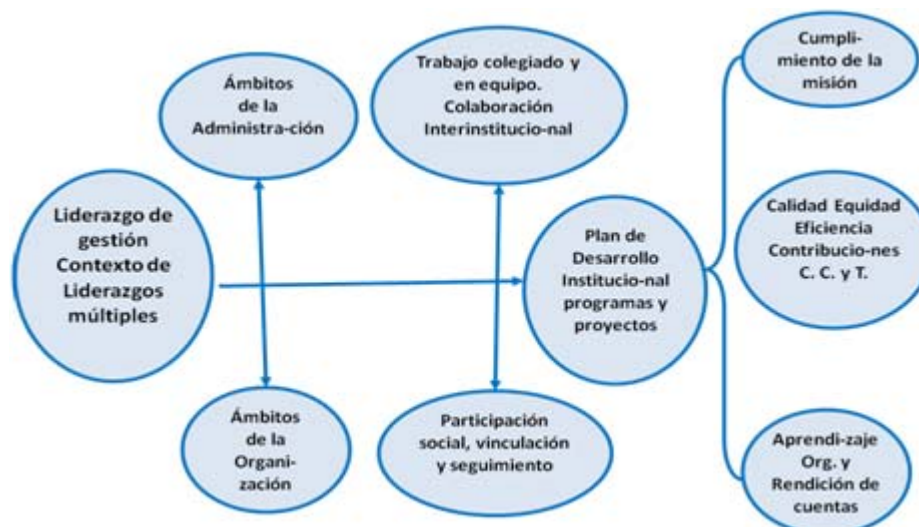 Liderazgo de
gestión
Contexto de
Liderazgos
múltiples
Ámbitos
de la
Administra-ción
Ámbitos
de la
Organi-
zación
Trabajo colegiado y
en equipo.
Colaboración
Interinstitucio-nal
Participación
social, vinculación
y seguimiento
Plan de
Desarrollo
Institucio-nal
programas y
proyectos
Cumpli-
miento de la
misión
Calidad Equidad
Eficiencia
Contribucio-nes
C. C. y T.
Aprendi-zaje
Org. y
Rendición de
cuentas